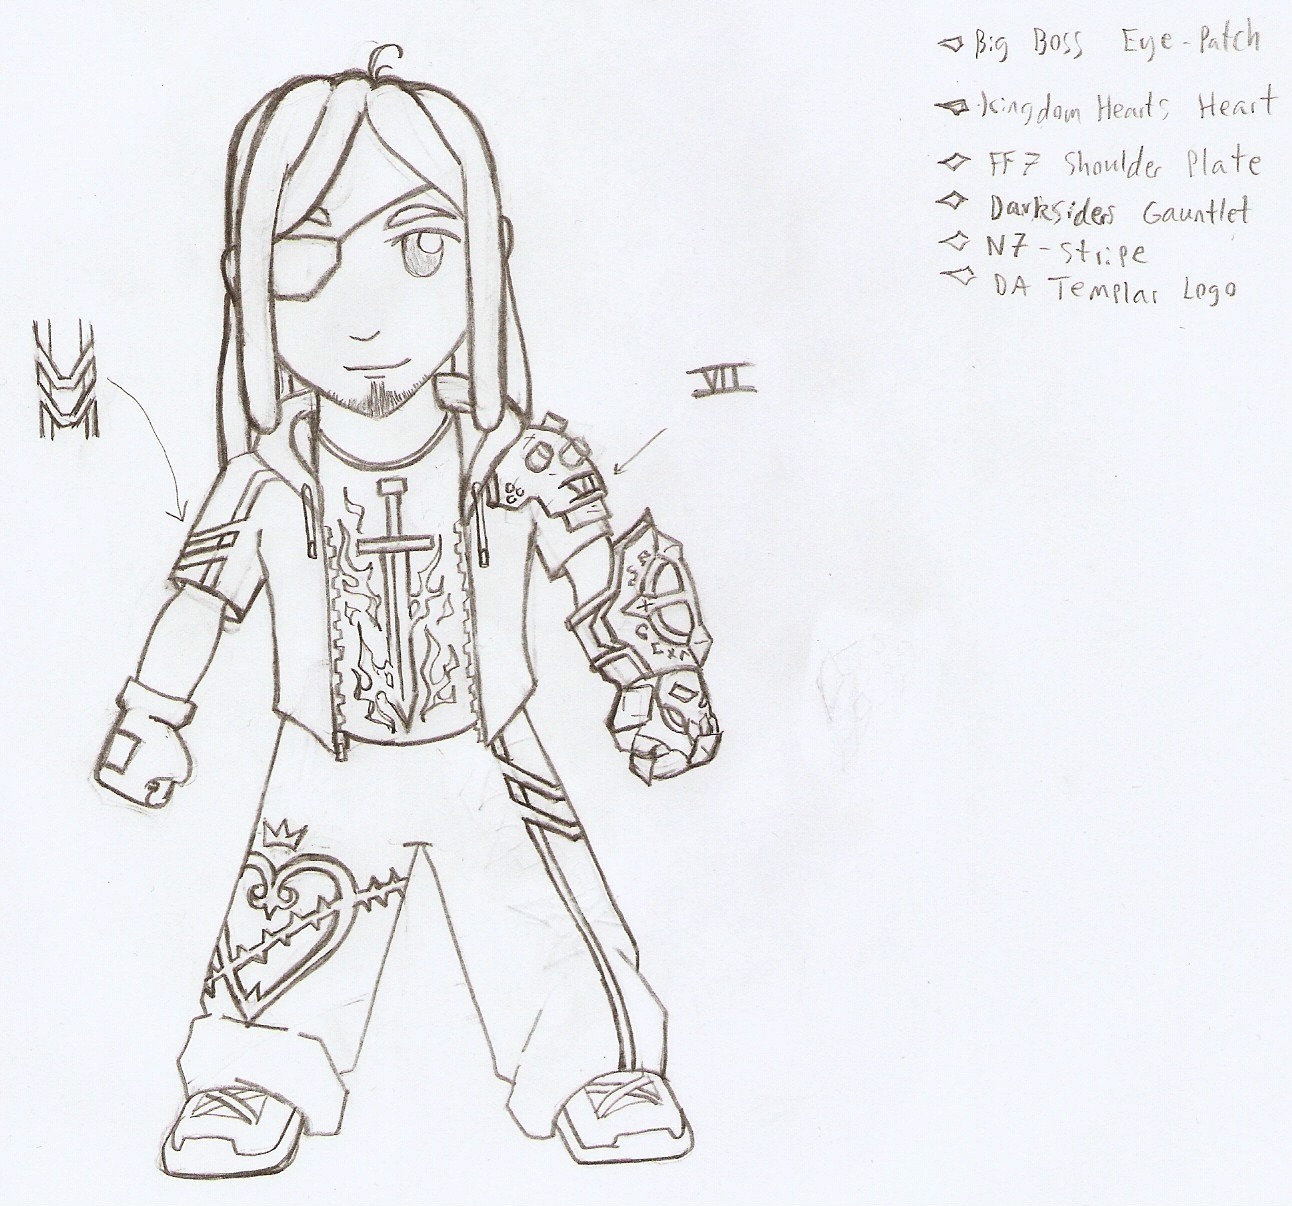 Big Boss Eye-Patch
Kingdom Hearts Heart
FF7 Shoulder Plate
Darksiders Gauntlet
N7-Stripe
DA Templar Logo
VII